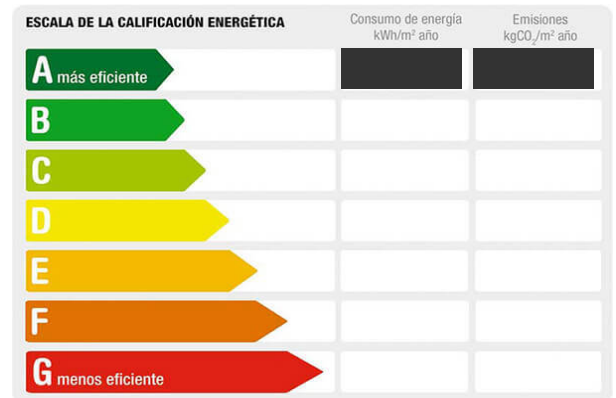 ESCALA DE LA CALIFICACIÓN ENERGÉTICA
Consumo de energía
kWh/m² año
Emisiones
kgCO₂/m² año
A más eficiente
B
C
D
E
F
G menos eficiente